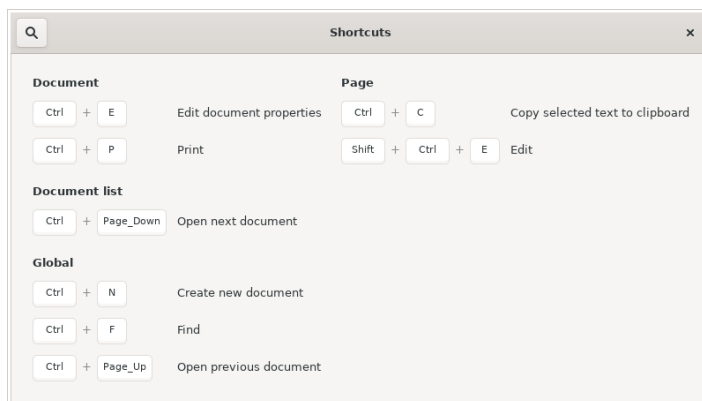 Shortcuts
Document
Ctrl + E Edit document properties
Ctrl + P Print
Document list
Ctrl + Page_Down Open next document
Global
Ctrl + N Create new document
Ctrl + F Find
Ctrl + Page_Up Open previous document
Page
Ctrl + C Copy selected text to clipboard
Shift + Ctrl + E Edit